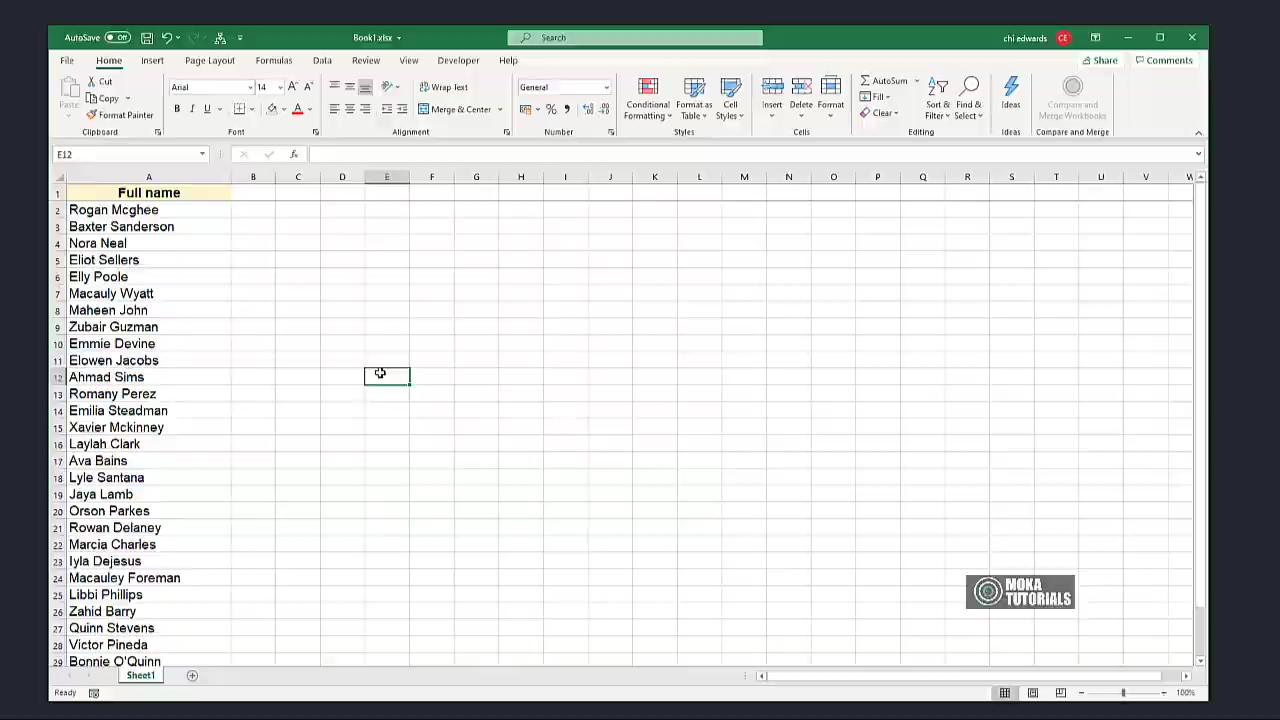 AutoSave Off Book1.xlsx Search chi edwards CE
File Home Insert Page Layout Formulas Data Review View Developer Help Share Comments
Paste Cut Copy Format Painter Clipboard
Arial 14 B I U Font
Wrap Text Merge & Center Alignment
General % Number
Conditional Formatting Format as Table Cell Styles Styles
Insert Delete Format Cells
AutoSum Fill Clear Sort & Filter Find & Select Editing
Ideas Ideas
Compare and Merge Workbooks Compare and Merge
E12 fx
A B C D E F G H I J K L M N O P Q R S T U V W
1 Full name
2 Rogan Mcghee
3 Baxter Sanderson
4 Nora Neal
5 Eliot Sellers
6 Elly Poole
7 Macauly Wyatt
8 Maheen John
9 Zubair Guzman
10 Emmie Devine
11 Elowen Jacobs
12 Ahmad Sims
13 Romany Perez
14 Emilia Steadman
15 Xavier Mckinney
16 Laylah Clark
17 Ava Bains
18 Lyle Santana
19 Jaya Lamb
20 Orson Parkes
21 Rowan Delaney
22 Marcia Charles
23 Iyla Dejesus
24 Macauley Foreman
25 Libbi Phillips
26 Zahid Barry
27 Quinn Stevens
28 Victor Pineda
29 Bonnie O'Quinn
MOKA
TUTORIALS
Sheet1
Ready 100%